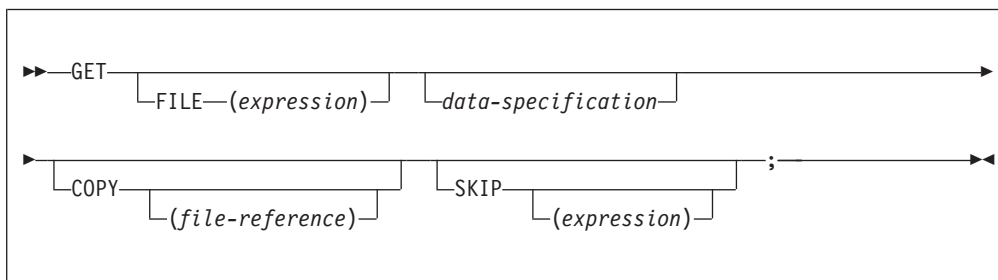 GET
FILE (expression)
data-specification
COPY
(file-reference)
SKIP
(expression)
;